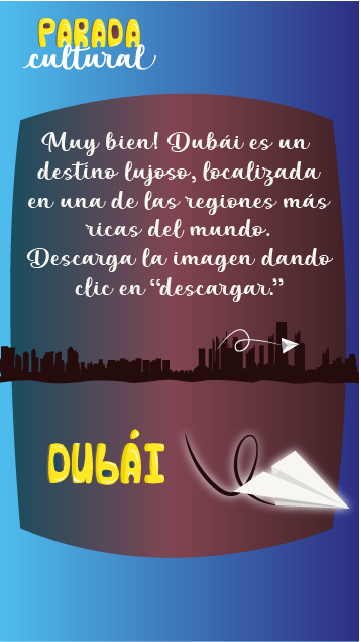 PARADA
cultural
Muy bien! Dubái es un
destino lujoso, localizada
en una de las regiones más
ricas del mundo.
Descarga la imagen dando
clic en “descargar.”
DUBÁI